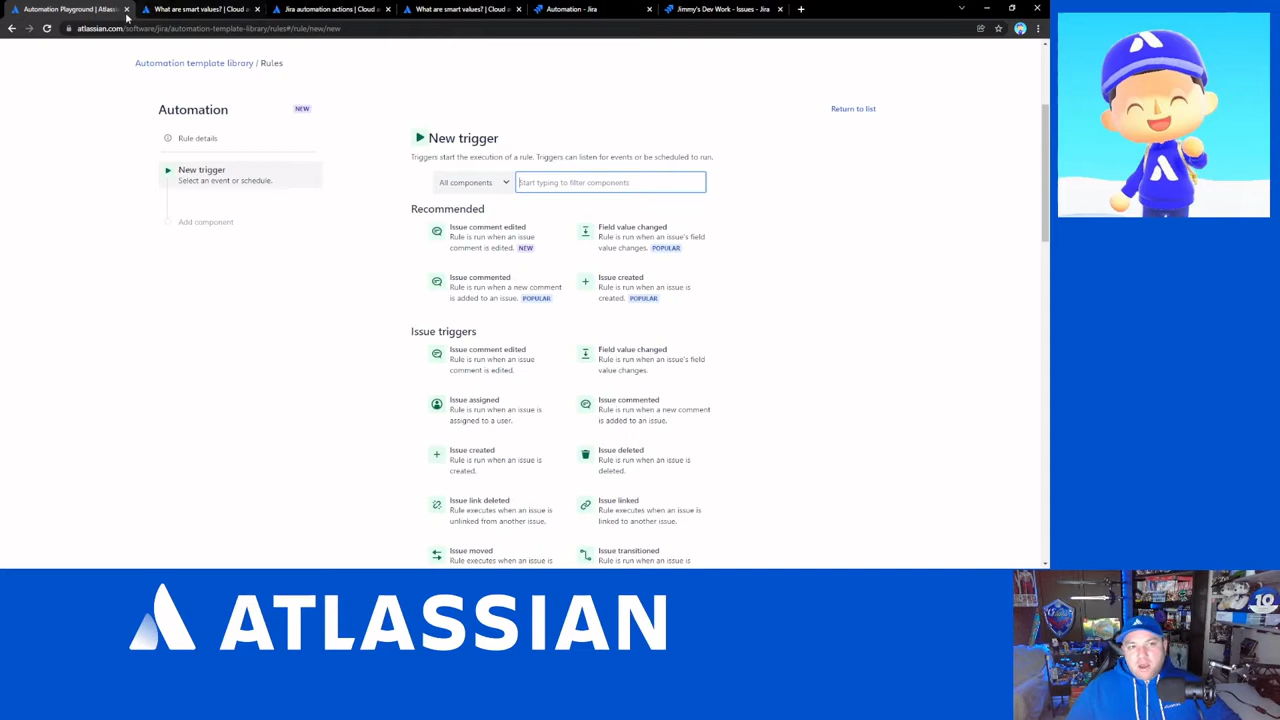 Automation Playground | Atlassi
What are smart values? | Cloud a
Jira automation actions | Cloud a
What are smart values? | Cloud a
Automation - Jira
Jimmy's Dev Work - Issues - Jira
atlassian.com/software/jira/automation-template-library/rules#/rule/new/new
Automation template library / Rules
Automation NEW
Return to list
Rule details
New trigger
Select an event or schedule.
Add component
New trigger
Triggers start the execution of a rule. Triggers can listen for events or be scheduled to run.
All components
Start typing to filter components
Recommended
Issue comment edited
Rule is run when an issue
comment is edited. NEW
Field value changed
Rule is run when an issue's field
value changes. POPULAR
Issue commented
Rule is run when a new comment
is added to an issue. POPULAR
Issue created
Rule is run when an issue is
created. POPULAR
Issue triggers
Issue comment edited
Rule is run when an issue
comment is edited.
Field value changed
Rule is run when an issue's field
value changes.
Issue assigned
Rule is run when an issue is
assigned to a user.
Issue commented
Rule is run when a new comment
is added to an issue.
Issue created
Rule is run when an issue is
created.
Issue deleted
Rule is run when an issue is
deleted.
Issue link deleted
Rule executes when an issue is
unlinked from another issue.
Issue linked
Rule executes when an issue is
linked to another issue.
Issue moved
Rule executes when an issue is
Issue transitioned
Rule is run when an issue is
ATLASSIAN
10